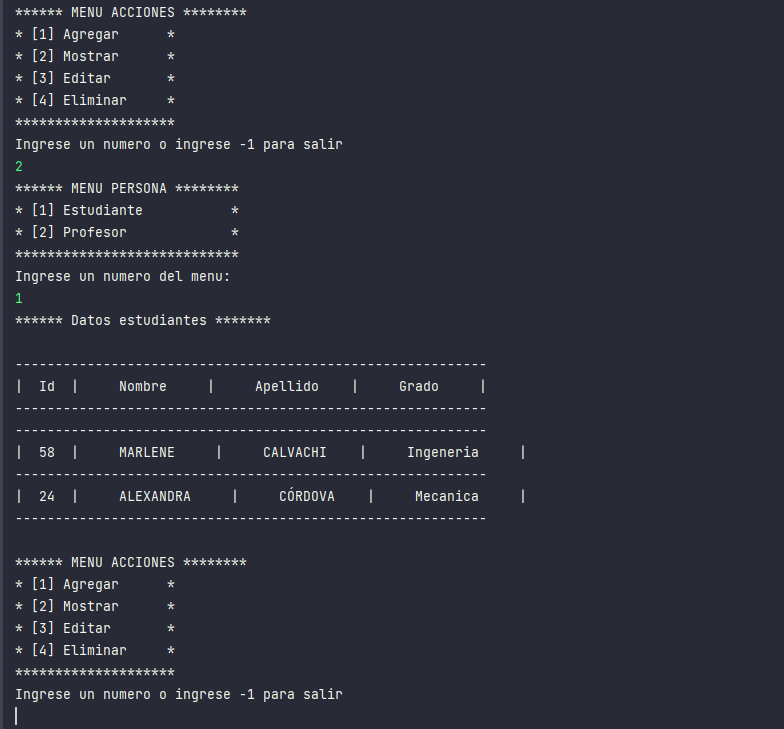 ****** MENU ACCIONES ********
* [1] Agregar      *
* [2] Mostrar      *
* [3] Editar       *
* [4] Eliminar     *
********************
Ingrese un numero o ingrese -1 para salir
2
****** MENU PERSONA ********
* [1] Estudiante           *
* [2] Profesor             *
****************************
Ingrese un numero del menu:
1
****** Datos estudiantes *******
-----------------------------------------------------------
|  Id  |     Nombre     |     Apellido    |     Grado     |
-----------------------------------------------------------
-----------------------------------------------------------
|  58  |     MARLENE     |     CALVACHI    |     Ingeneria     |
-----------------------------------------------------------
|  24  |     ALEXANDRA     |     CÓRDOVA    |     Mecanica     |
-----------------------------------------------------------
****** MENU ACCIONES ********
* [1] Agregar      *
* [2] Mostrar      *
* [3] Editar       *
* [4] Eliminar     *
********************
Ingrese un numero o ingrese -1 para salir